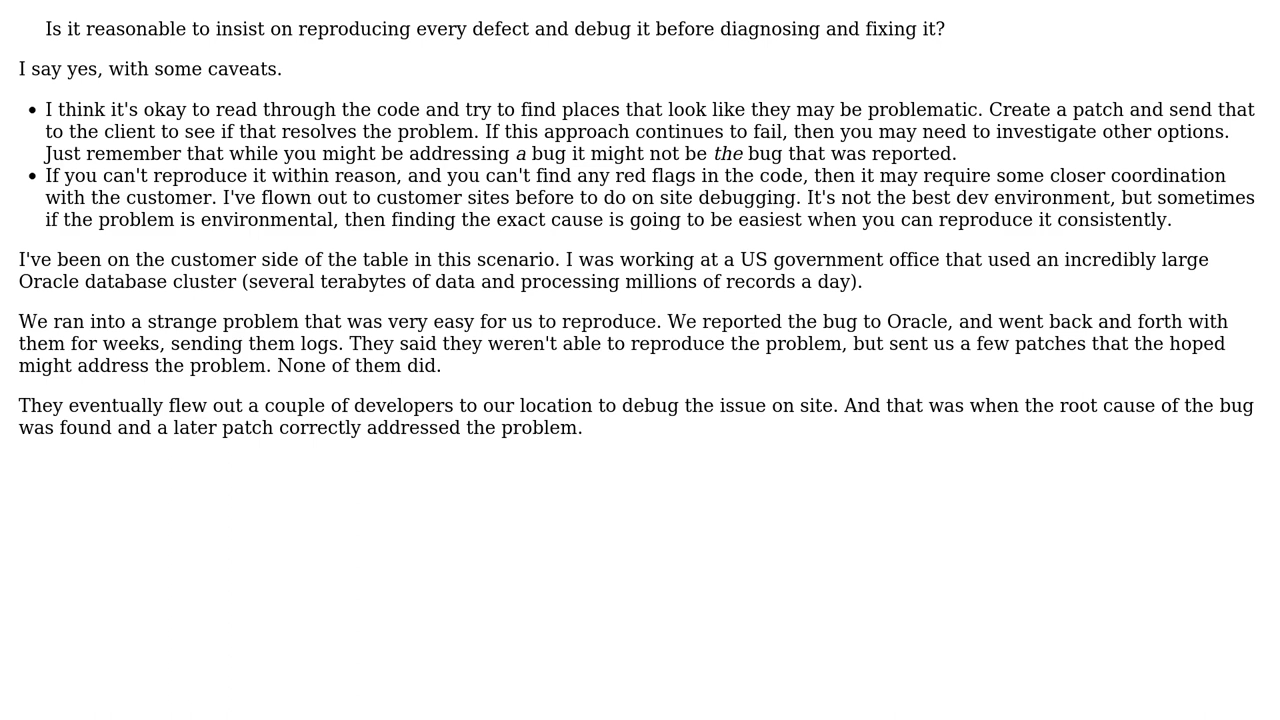 Is it reasonable to insist on reproducing every defect and debug it before diagnosing and fixing it?
I say yes, with some caveats.
• I think it's okay to read through the code and try to find places that look like they may be problematic. Create a patch and send that
to the client to see if that resolves the problem. If this approach continues to fail, then you may need to investigate other options.
Just remember that while you might be addressing a bug it might not be the bug that was reported.
• If you can't reproduce it within reason, and you can't find any red flags in the code, then it may require some closer coordination
with the customer. I've flown out to customer sites before to do on site debugging. It's not the best dev environment, but sometimes
if the problem is environmental, then finding the exact cause is going to be easiest when you can reproduce it consistently.
I've been on the customer side of the table in this scenario. I was working at a US government office that used an incredibly large
Oracle database cluster (several terabytes of data and processing millions of records a day).
We ran into a strange problem that was very easy for us to reproduce. We reported the bug to Oracle, and went back and forth with
them for weeks, sending them logs. They said they weren't able to reproduce the problem, but sent us a few patches that the hoped
might address the problem. None of them did.
They eventually flew out a couple of developers to our location to debug the issue on site. And that was when the root cause of the bug
was found and a later patch correctly addressed the problem.